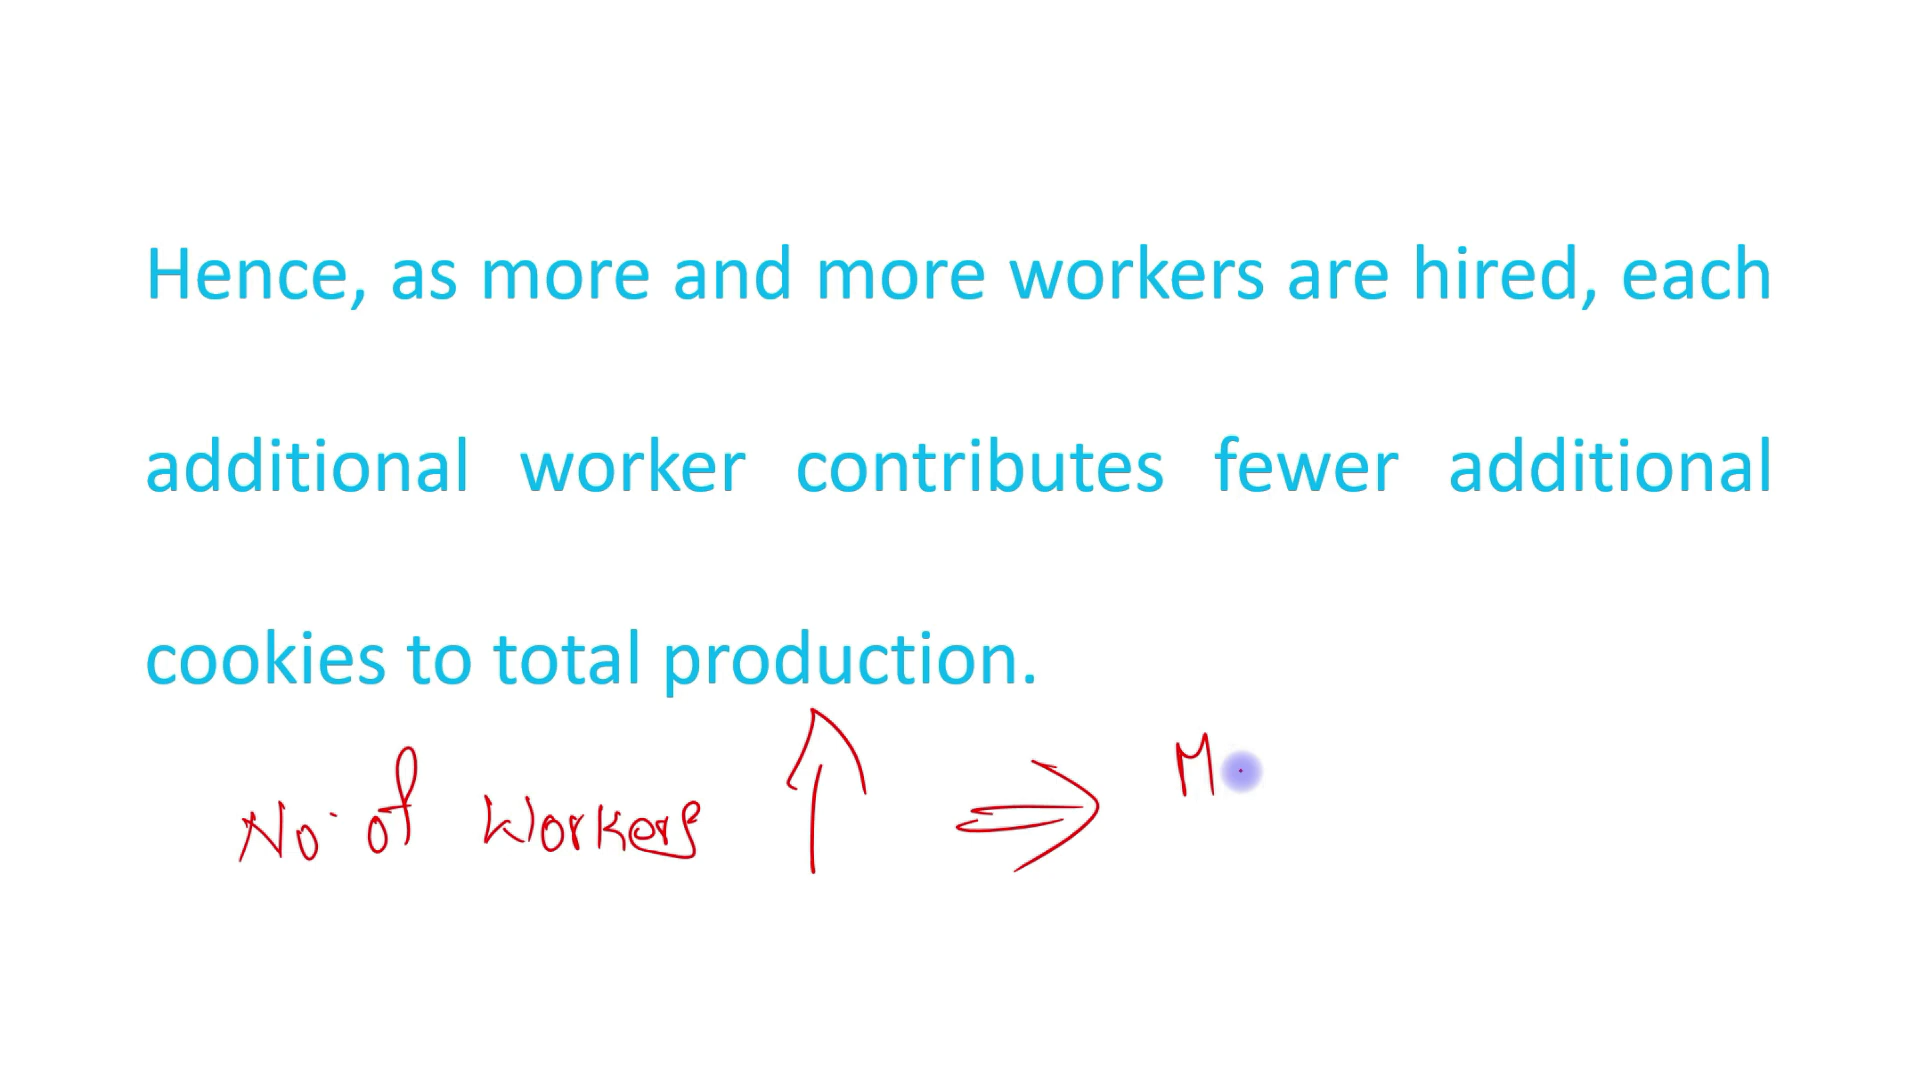 Hence, as more and more workers are hired, each
additional worker contributes fewer additional
cookies to total production.
No. of Workers ↑ ⇒ M